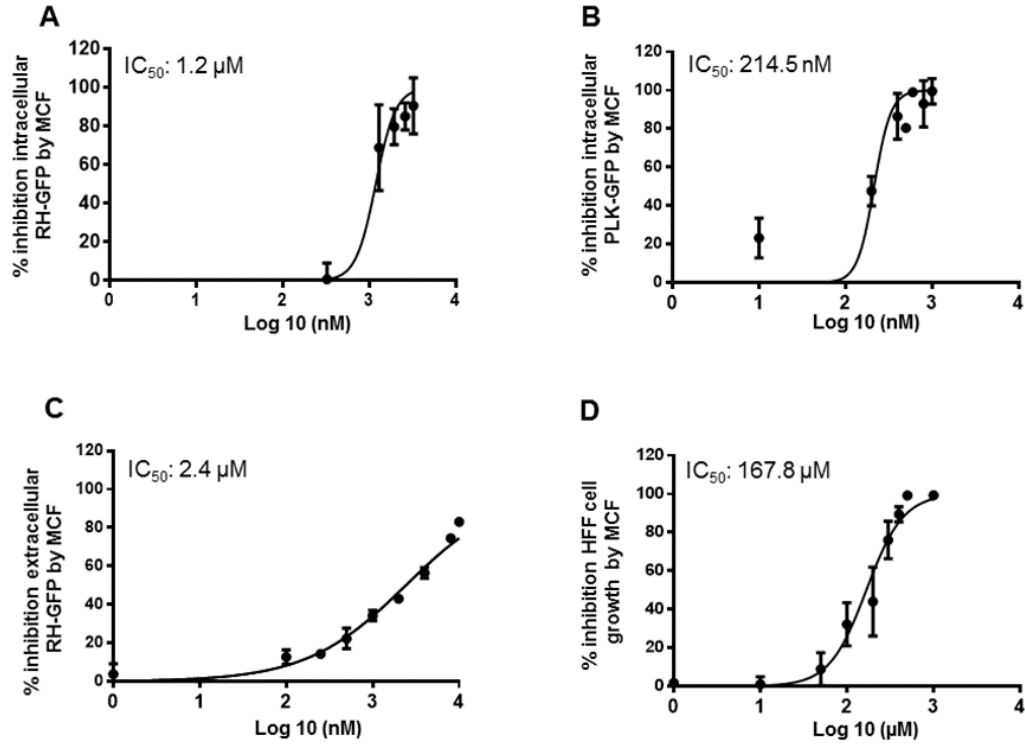 A
% inhibition intracellular
RH-GFP by MCF
IC50: 1.2 µM
120
100
80
60
40
20
0
0 1 2 3 4
Log 10 (nM)
B
% inhibition intracellular
PLK-GFP by MCF
IC50: 214.5 nM
120
100
80
60
40
20
0
0 1 2 3 4
Log 10 (nM)
C
% inhibition extracellular
RH-GFP by MCF
IC50: 2.4 µM
120
100
80
60
40
20
0
0 1 2 3 4
Log 10 (nM)
D
% inhibition HFF cell
growth by MCF
IC50: 167.8 µM
120
100
80
60
40
20
0
0 1 2 3 4
Log 10 (µM)